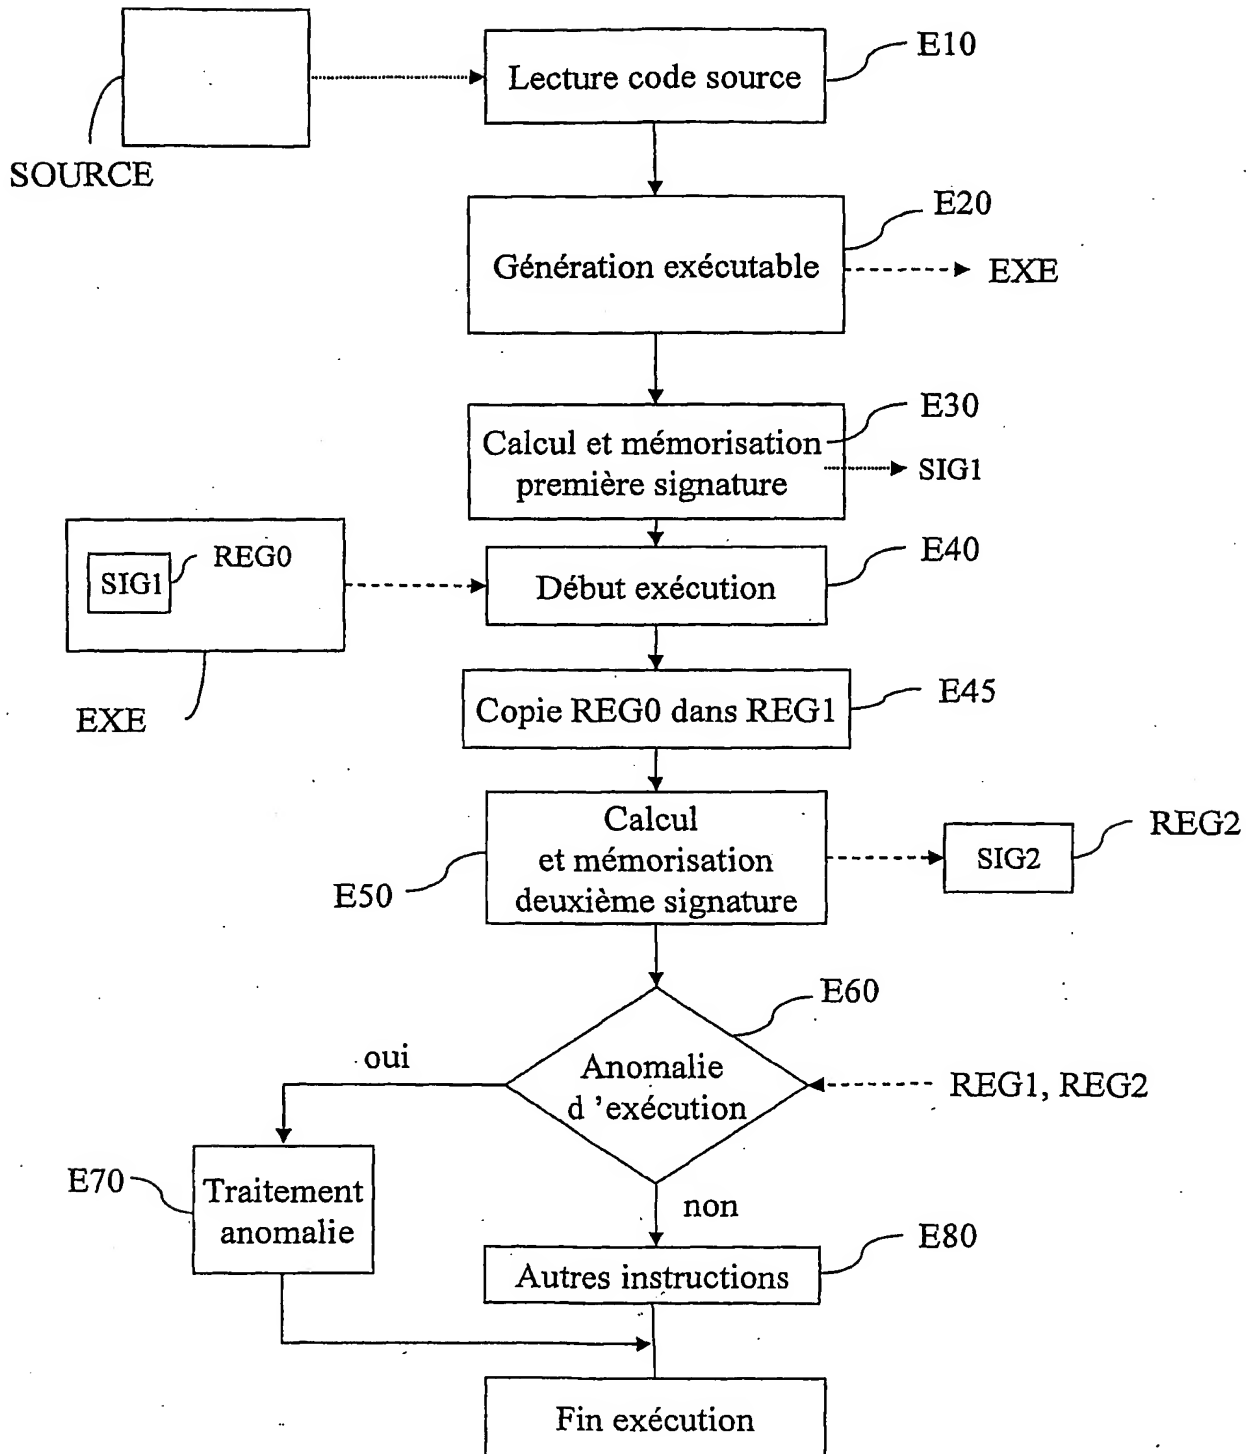 E10
Lecture code source
SOURCE
E20
Génération exécutable
EXE
E30
Calcul et mémorisation
première signature
SIG1
E40
REG0
SIG1
Début exécution
EXE
E45
Copie REG0 dans REG1
Calcul
et mémorisation
deuxième signature
REG2
SIG2
E50
E60
oui
Anomalie
d ’exécution
REG1, REG2
E70
Traitement
anomalie
non
E80
Autres instructions
Fin exécution